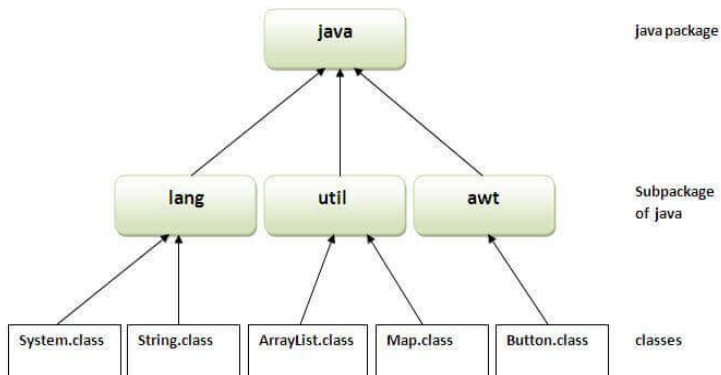 java
java package
lang
util
awt
Subpackage
of java
System.class
String.class
ArrayList.class
Map.class
Button.class
classes